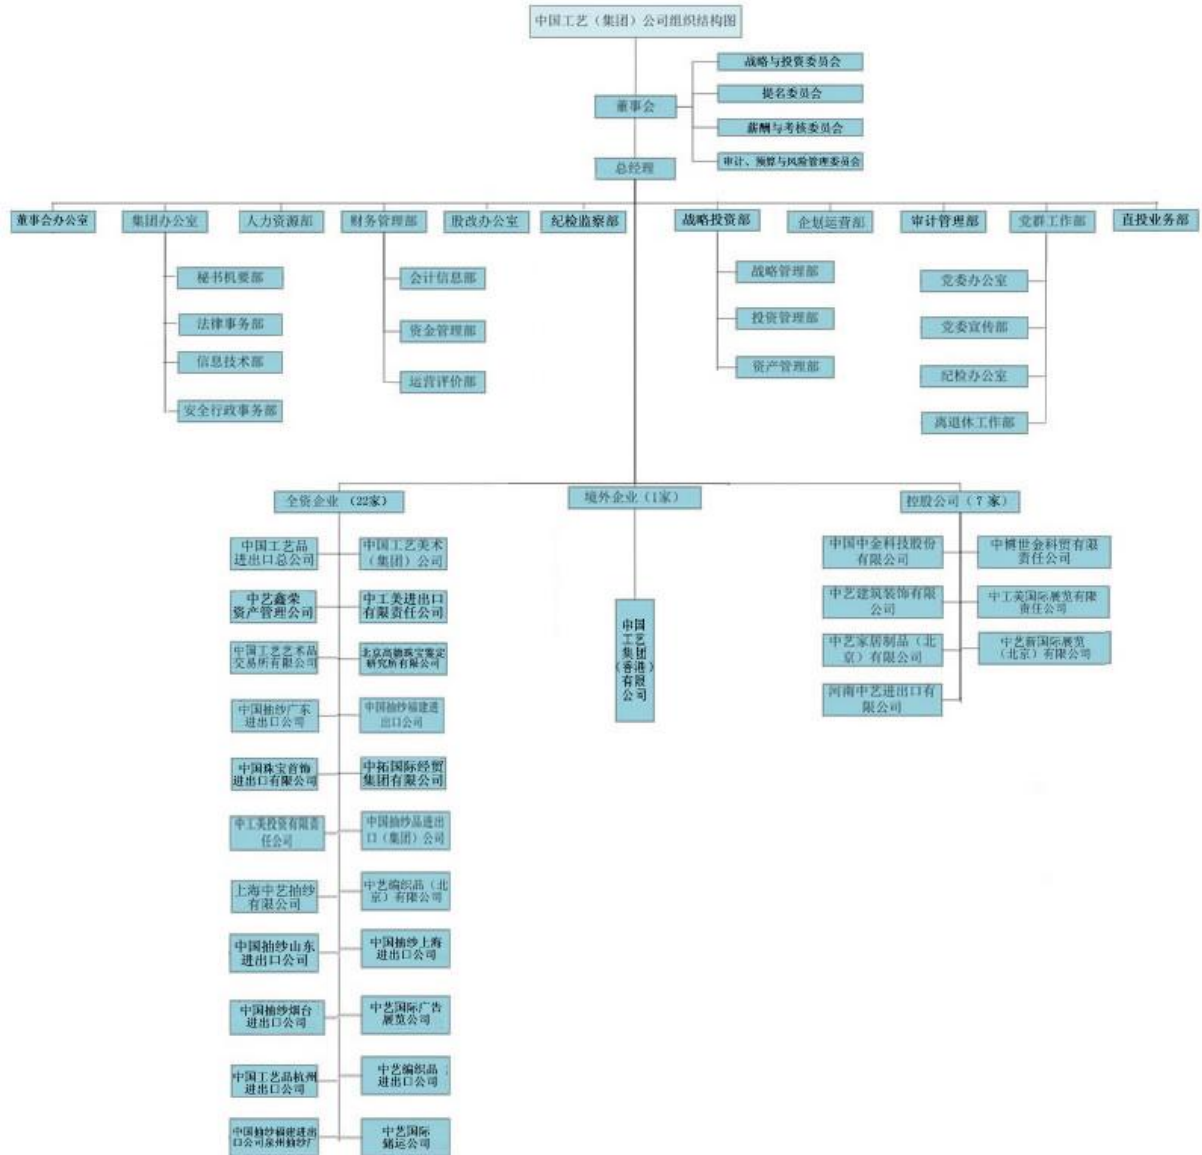 中国工艺（集团）公司组织结构图
战略与投资委员会
董事会
提名委员会
薪酬与考核委员会
审计、预算与风险管理委员会
总经理
董事会办公室
集团办公室
人力资源部
财务管理部
股改办公室
纪检监察部
战略投资部
企划运营部
审计管理部
党群工作部
直投业务部
秘书机要部
法律事务部
信息技术部
安全行政事务部
会计信息部
资金管理部
运营评价部
战略管理部
投资管理部
资产管理部
党委办公室
党委宣传部
纪检办公室
离退休工作部
全资企业（22家）
境外企业（1家）
控股公司（7 家）
中国工艺品
进出口总公司
中国工艺美术
（集团）公司
中艺鑫荣
资产管理公司
中工美进出口
有限责任公司
中国工艺艺术品
交易所有限公司
北京高德珠宝鉴定
研究所有限公司
中国抽纱广东
进出口公司
中国抽纱福建进
出口公司
中国珠宝首饰
进出口有限公司
中拓国际经贸
集团有限公司
中工美投资有限责
任公司
中国抽纱品进出
口（集团）公司
上海中艺抽纱
有限公司
中艺编织品（北
京）有限公司
中国抽纱山东
进出口公司
中国抽纱上海
进出口公司
中国抽纱烟台
进出口公司
中艺国际广告
展览公司
中国工艺品杭州
进出口公司
中艺编织品
进出口公司
中国抽纱福建进出
口公司泉州抽纱厂
中艺国际
储运公司
中国
工艺
集团
（香港）
有限
公司
中国中金科技股份
有限公司
中博世金科贸有限
责任公司
中艺建筑装饰有限
公司
中工美国际展览有限
责任公司
中艺家居制品（北
京）有限公司
中艺新国际展览
（北京）有限公司
河南中艺进出口有
限公司